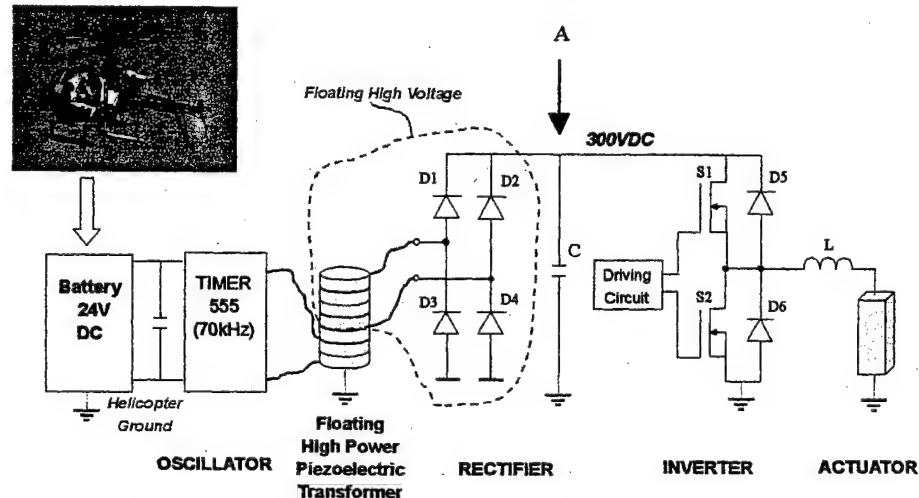 A
Floating High Voltage
300VDC
D1
D2
S1
D5
Battery
24V
DC
TIMER
555
(70kHz)
C
L
Driving
Circuit
D3
D4
S2
D6
Helicopter
Ground
Floating
High Power
Piezoelectric
Transformer
OSCILLATOR
RECTIFIER
INVERTER
ACTUATOR